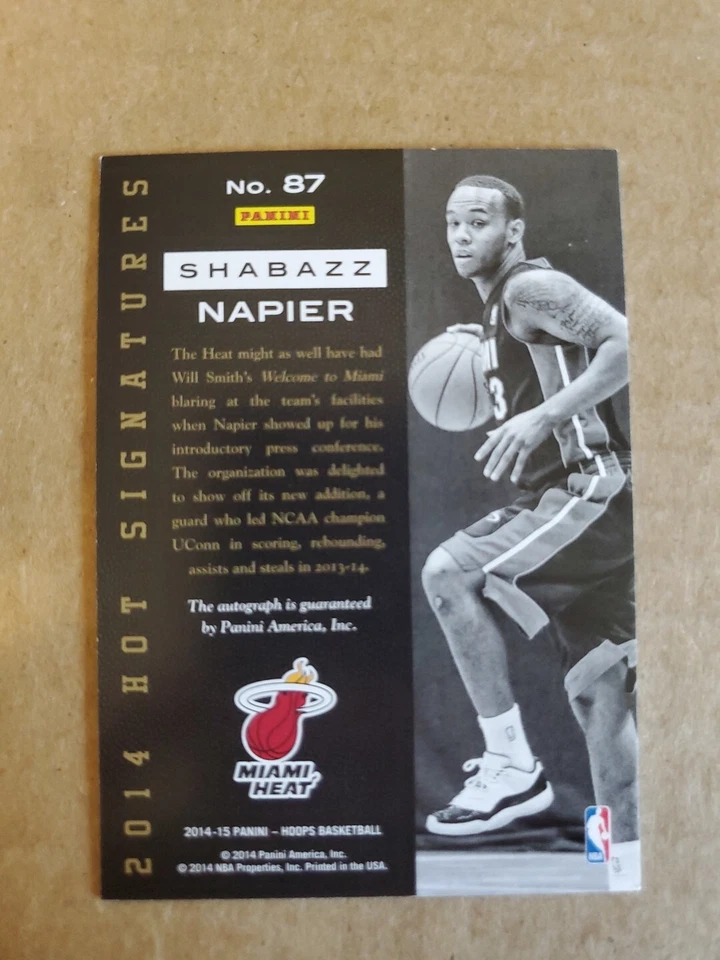 No. 87
PANINI
SHABAZZ
NAPIER
The Heat might as well have had
Will Smith's Welcome to Miami
blaring at the team's facilities
when Napier showed up for his
introductory press conference.
The organization was delighted
to show off its new addition, a
guard who led NCAA champion
UConn in scoring, rebounding,
assists and steals in 2013-14.
The autograph is guaranteed
by Panini America, Inc.
MIAMI
HEAT
2014-15 PANINI – HOOPS BASKETBALL
© 2014 Panini America, Inc.
© 2014 NBA Properties, Inc. Printed in the USA.
2014 HOT SIGNATURES
3
NBA